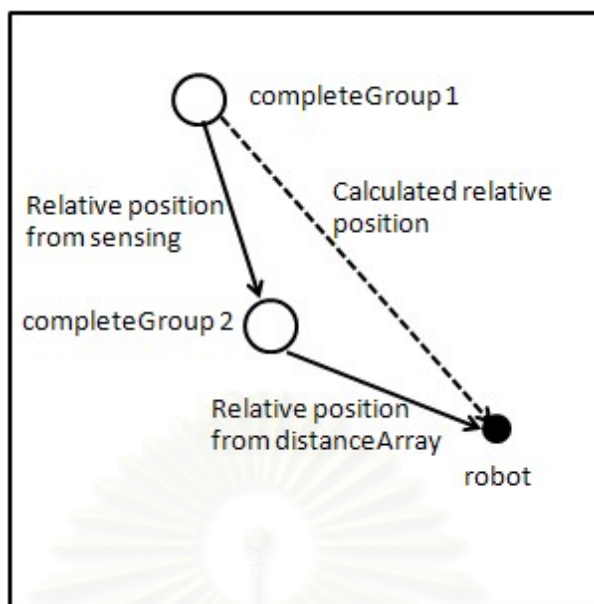 completeGroup 1
Calculated relative
position
Relative position
from sensing
completeGroup 2
Relative position
from distanceArray
robot